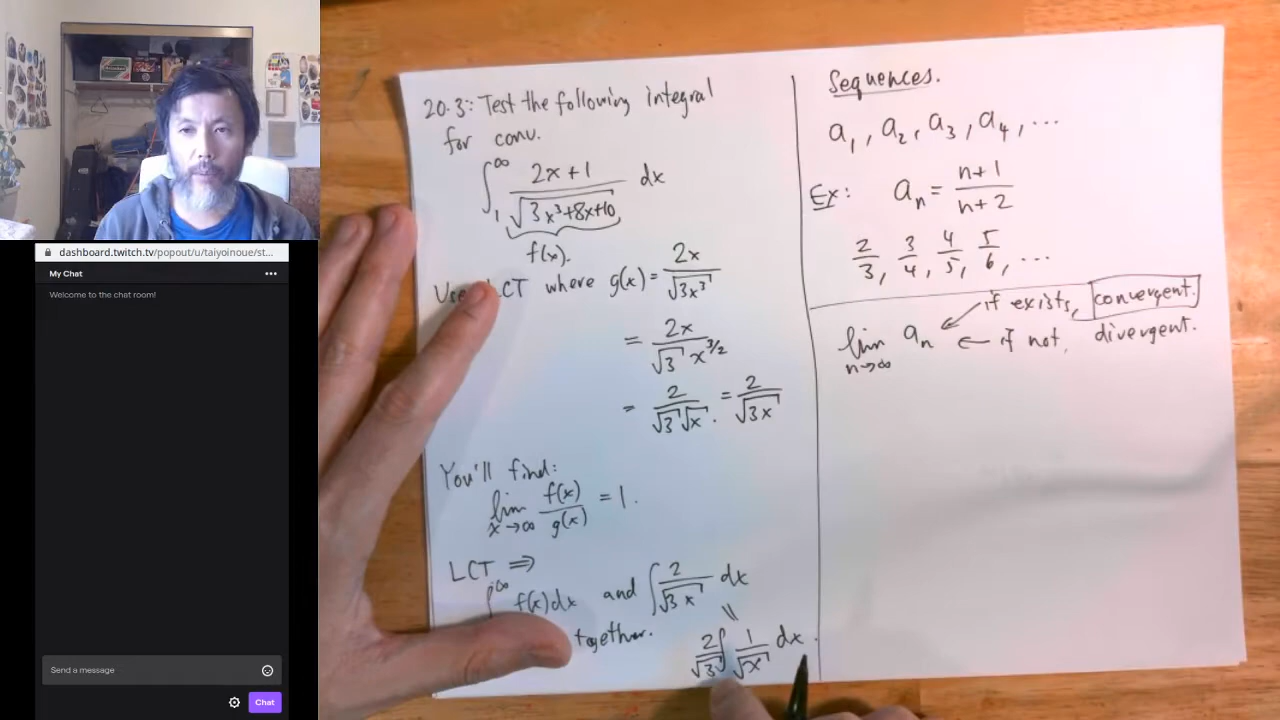 dashboard.twitch.tv/popout/u/taiyoinoue/st...
My Chat
Welcome to the chat room!
Send a message
Chat
20.3: Test the following integral
for conv.
∫₁^∞ (2x+1)/√(3x³+8x+10) dx
f(x).
Use LCT where g(x) = 2x/√(3x³)
= 2x/(√3 x^(3/2))
= 2/(√3 √x). = 2/√(3x)
You'll find:
lim x→∞ f(x)/g(x) = 1.
LCT ⇒
∫^∞ f(x)dx and ∫ 2/√(3x) dx
together.
=
2/√3 ∫ 1/√x dx.
Sequences.
a₁, a₂, a₃, a₄, ...
Ex: aₙ = (n+1)/(n+2)
2/3, 3/4, 4/5, 5/6, ...
if exists, convergent.
lim n→∞ aₙ ← if not, divergent.